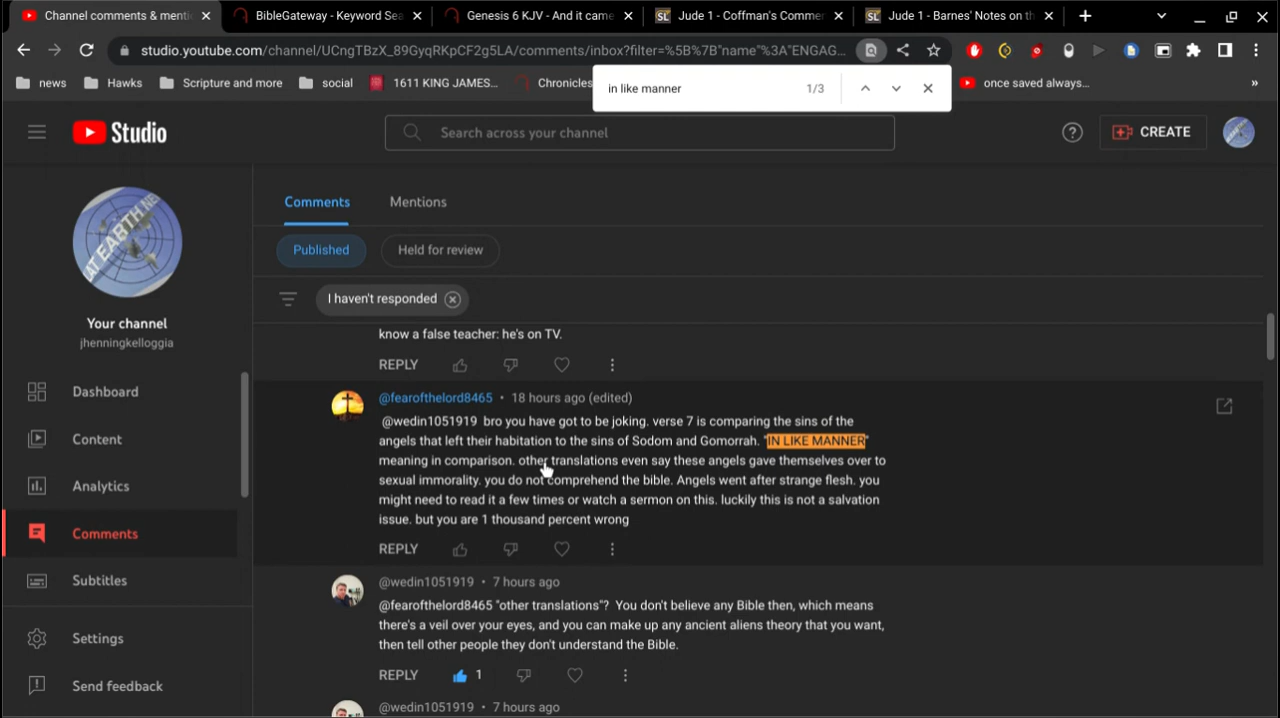 Channel comments & menti
BibleGateway - Keyword Sea
Genesis 6 KJV - And it came
Jude 1 - Coffman's Comme
Jude 1 - Barnes' Notes on th
studio.youtube.com/channel/UCngTBzX_89GyqRKpCF2g5LA/comments/inbox?filter=%5B%7B"name"%3A"ENGAG...
news
Hawks
Scripture and more
social
1611 KING JAMES...
Chronicles
in like manner
1/3
once saved always...
»
Studio
Search across your channel
CREATE
AT EARTH NE
Your channel
jhenningkelloggia
Dashboard
Content
Analytics
Comments
Subtitles
Settings
Send feedback
Comments
Mentions
Published
Held for review
I haven't responded
know a false teacher: he's on TV.
REPLY
@fearofthelord8465 • 18 hours ago (edited)
@wedin1051919 bro you have got to be joking. verse 7 is comparing the sins of the
angels that left their habitation to the sins of Sodom and Gomorrah. "IN LIKE MANNER"
meaning in comparison. other translations even say these angels gave themselves over to
sexual immorality. you do not comprehend the bible. Angels went after strange flesh. you
might need to read it a few times or watch a sermon on this. luckily this is not a salvation
issue. but you are 1 thousand percent wrong
REPLY
@wedin1051919 • 7 hours ago
@fearofthelord8465 "other translations"? You don't believe any Bible then, which means
there's a veil over your eyes, and you can make up any ancient aliens theory that you want,
then tell other people they don't understand the Bible.
REPLY
1
@wedin1051919 • 7 hours ago